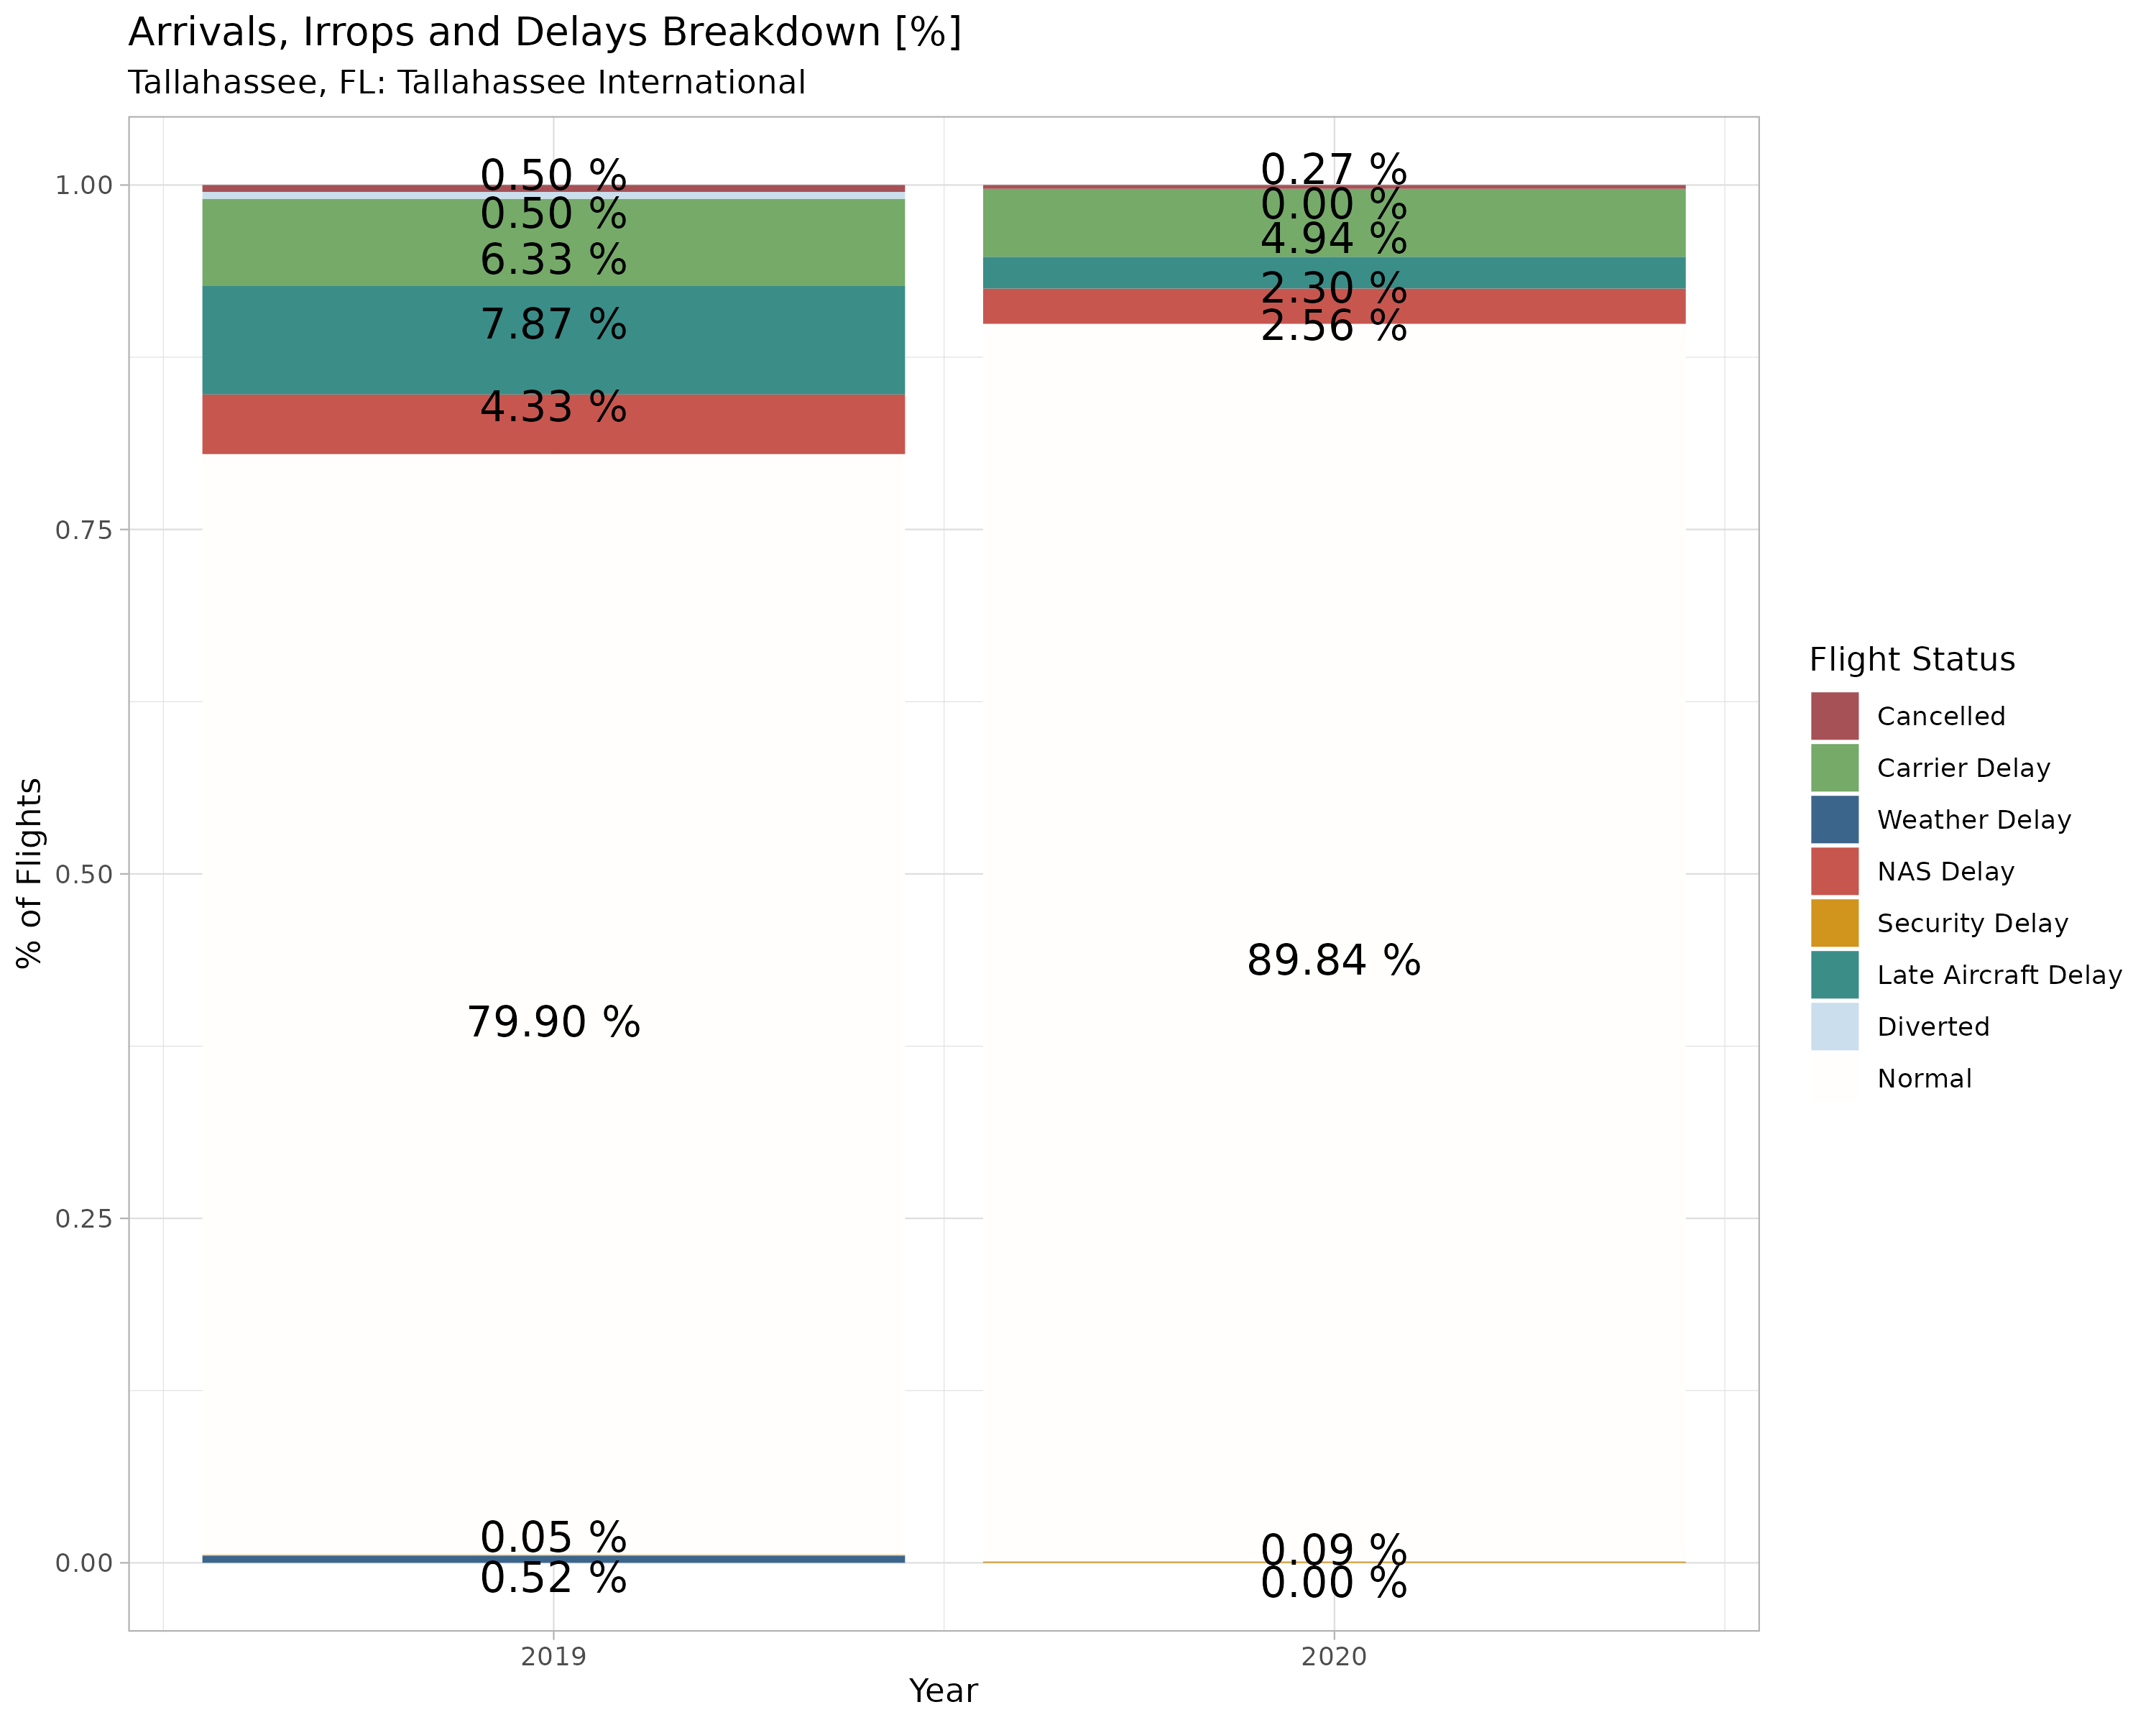 Arrivals, Irrops and Delays Breakdown [%]
Tallahassee, FL: Tallahassee International
% of Flights
1.00
0.75
0.50
0.25
0.00
0.50 %
0.50 %
6.33 %
7.87 %
4.33 %
79.90 %
0.05 %
0.52 %
0.27 %
0.00 %
4.94 %
2.30 %
2.56 %
89.84 %
0.09 %
0.00 %
2019
2020
Year
Flight Status
Cancelled
Carrier Delay
Weather Delay
NAS Delay
Security Delay
Late Aircraft Delay
Diverted
Normal